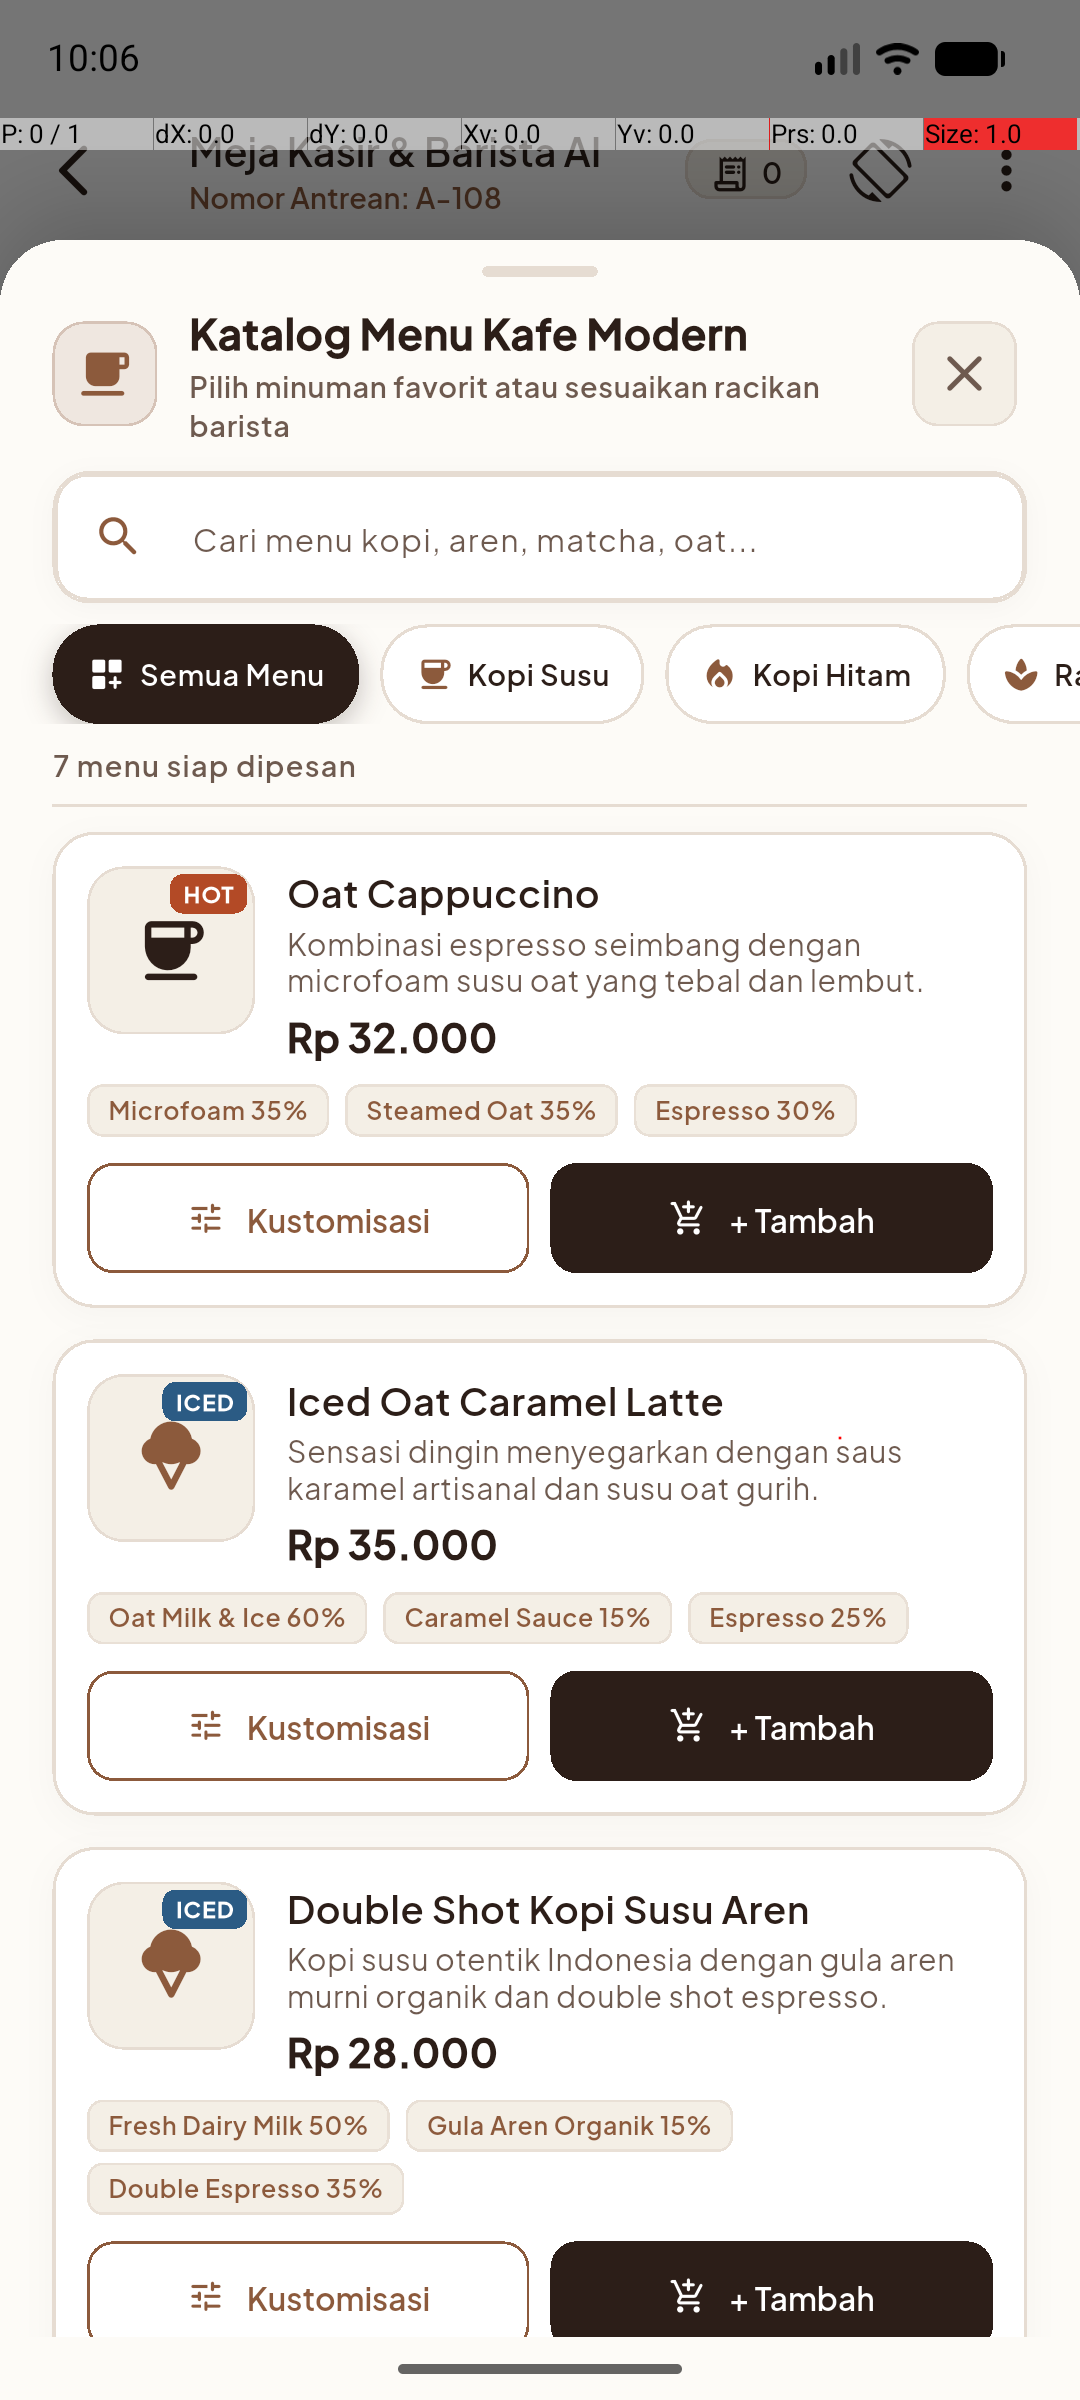 10:06
P: 0 / 1
dX: 0.0
dY: 0.0
Xv: 0.0
Yv: 0.0
Prs: 0.0
Size: 1.0
Meja Kasir & Barista AI
Nomor Antrean: A-108
0
Katalog Menu Kafe Modern
Pilih minuman favorit atau sesuaikan racikan
barista
Cari menu kopi, aren, matcha, oat...
Semua Menu
Kopi Susu
Kopi Hitam
Ra
7 menu siap dipesan
HOT
Oat Cappuccino
Kombinasi espresso seimbang dengan
microfoam susu oat yang tebal dan lembut.
Rp 32.000
Microfoam 35%
Steamed Oat 35%
Espresso 30%
Kustomisasi
+ Tambah
ICED
Iced Oat Caramel Latte
Sensasi dingin menyegarkan dengan saus
karamel artisanal dan susu oat gurih.
Rp 35.000
Oat Milk & Ice 60%
Caramel Sauce 15%
Espresso 25%
Kustomisasi
+ Tambah
ICED
Double Shot Kopi Susu Aren
Kopi susu otentik Indonesia dengan gula aren
murni organik dan double shot espresso.
Rp 28.000
Fresh Dairy Milk 50%
Gula Aren Organik 15%
Double Espresso 35%
Kustomisasi
+ Tambah